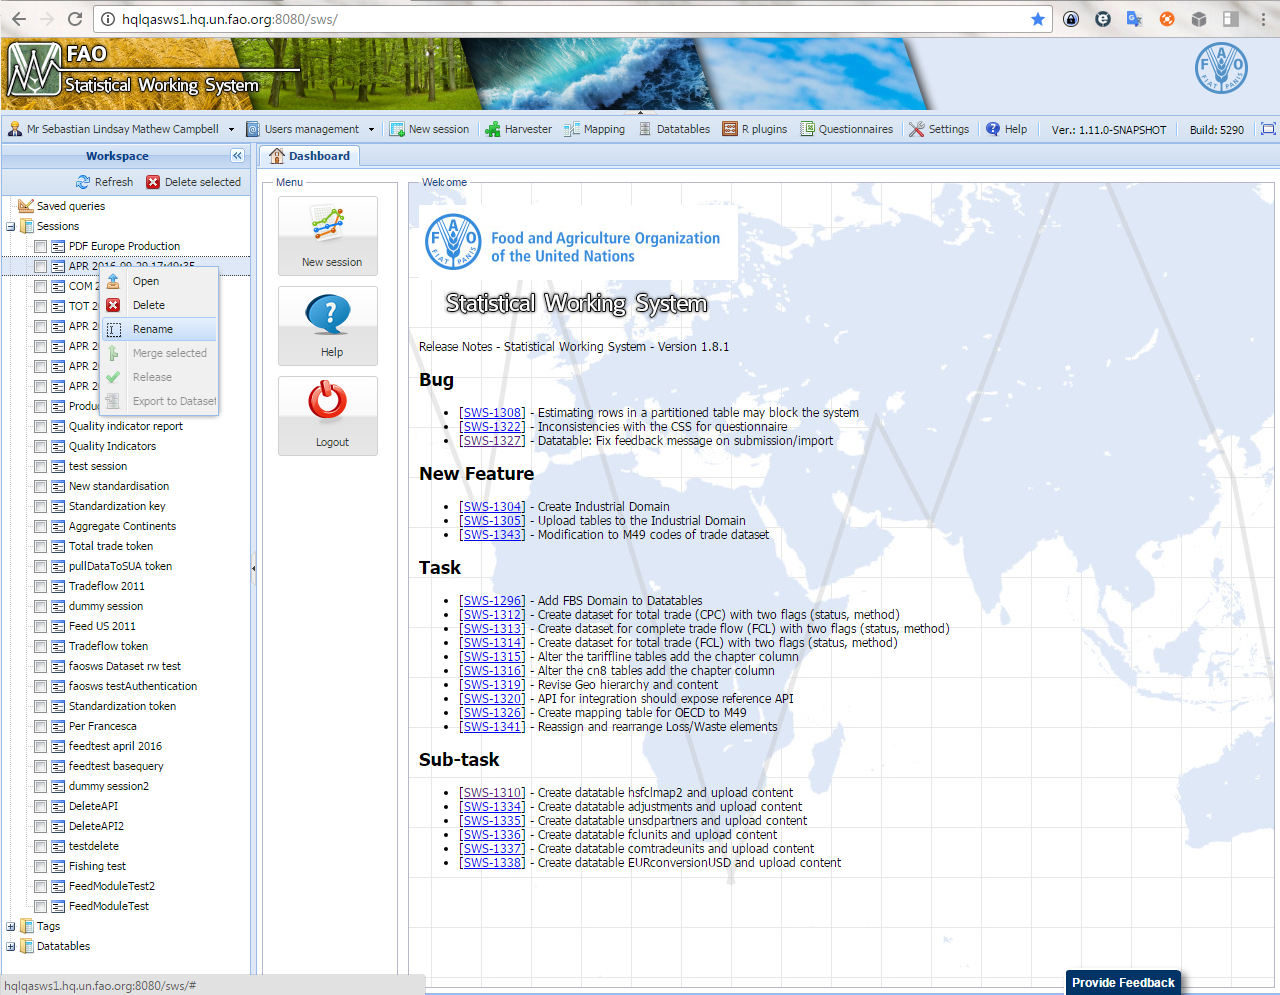 hqlqasws1.hq.un.fao.org:8080/sws/
FAO
Statistical Working System
FAO
FIAT PANIS
Mr Sebastian Lindsay Mathew Campbell
Users management
New session
Harvester
Mapping
Datatables
R plugins
Questionnaires
Settings
Help
Ver.: 1.11.0-SNAPSHOT
Build: 5290
Workspace
Refresh
Delete selected
Saved queries
Sessions
PDF Europe Production
APR 2016-09-29 17:49:35
COM 2
TOT 2
APR 2
APR 2
APR 2
APR 2
Produ
Open
Delete
Rename
Merge selected
Release
Export to Dataset
Quality indicator report
Quality Indicators
test session
New standardisation
Standardization key
Aggregate Continents
Total trade token
pullDataToSUA token
Tradeflow 2011
dummy session
Feed US 2011
Tradeflow token
faosws Dataset rw test
faosws testAuthentication
Standardization token
Per Francesca
feedtest april 2016
feedtest basequery
dummy session2
DeleteAPI
DeleteAPI2
testdelete
Fishing test
FeedModuleTest2
FeedModuleTest
Tags
Datatables
hqlqasws1.hq.un.fao.org:8080/sws/#
Dashboard
Menu
New session
Help
Logout
Welcome
FAO
FIAT PANIS
Food and Agriculture Organization
of the United Nations
Statistical Working System
Release Notes - Statistical Working System - Version 1.8.1
Bug
• [SWS-1308] - Estimating rows in a partitioned table may block the system
• [SWS-1322] - Inconsistencies with the CSS for questionnaire
• [SWS-1327] - Datatable: Fix feedback message on submission/import
New Feature
• [SWS-1304] - Create Industrial Domain
• [SWS-1305] - Upload tables to the Industrial Domain
• [SWS-1343] - Modification to M49 codes of trade dataset
Task
• [SWS-1296] - Add FBS Domain to Datatables
• [SWS-1312] - Create dataset for total trade (CPC) with two flags (status, method)
• [SWS-1313] - Create dataset for complete trade flow (FCL) with two flags (status, method)
• [SWS-1314] - Create dataset for total trade (FCL) with two flags (status, method)
• [SWS-1315] - Alter the tariffline tables add the chapter column
• [SWS-1316] - Alter the cn8 tables add the chapter column
• [SWS-1319] - Revise Geo hierarchy and content
• [SWS-1320] - API for integration should expose reference API
• [SWS-1326] - Create mapping table for OECD to M49
• [SWS-1341] - Reassign and rearrange Loss/Waste elements
Sub-task
• [SWS-1310] - Create datatable hsfclmap2 and upload content
• [SWS-1334] - Create datatable adjustments and upload content
• [SWS-1335] - Create datatable unsdpartners and upload content
• [SWS-1336] - Create datatable fclunits and upload content
• [SWS-1337] - Create datatable comtradeunits and upload content
• [SWS-1338] - Create datatable EURconversionUSD and upload content
Provide Feedback